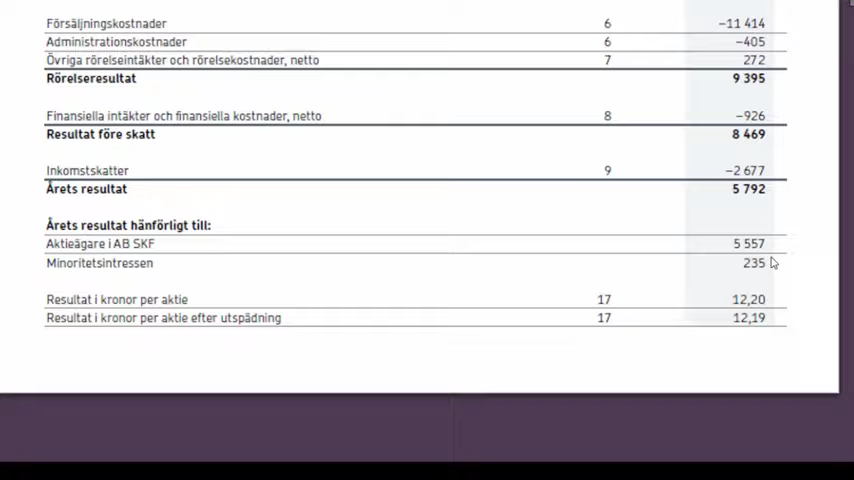 Försäljningskostnader 6 –11 414
Administrationskostnader 6 –405
Övriga rörelseintäkter och rörelsekostnader, netto 7 272
Rörelseresultat 9 395
Finansiella intäkter och finansiella kostnader, netto 8 –926
Resultat före skatt 8 469
Inkomstskatter 9 –2 677
Årets resultat 5 792
Årets resultat hänförligt till:
Aktieägare i AB SKF 5 557
Minoritetsintressen 235
Resultat i kronor per aktie 17 12,20
Resultat i kronor per aktie efter utspädning 17 12,19